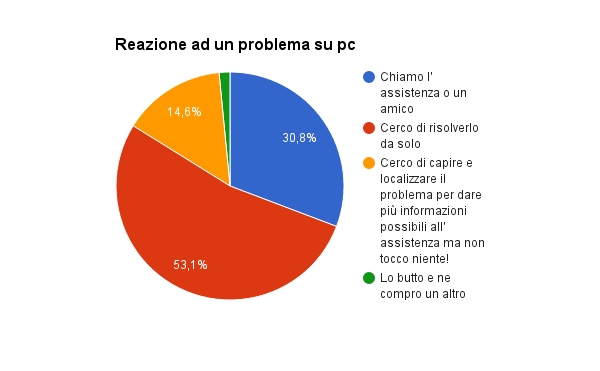 Reazione ad un problema su pc
14,6%
30,8%
53,1%
Chiamo l'
assistenza o un
amico
Cerco di risolverlo
da solo
Cerco di capire e
localizzare il
problema per dare
più informazioni
possibili all'
assistenza ma non
tocco niente!
Lo butto e ne
compro un altro